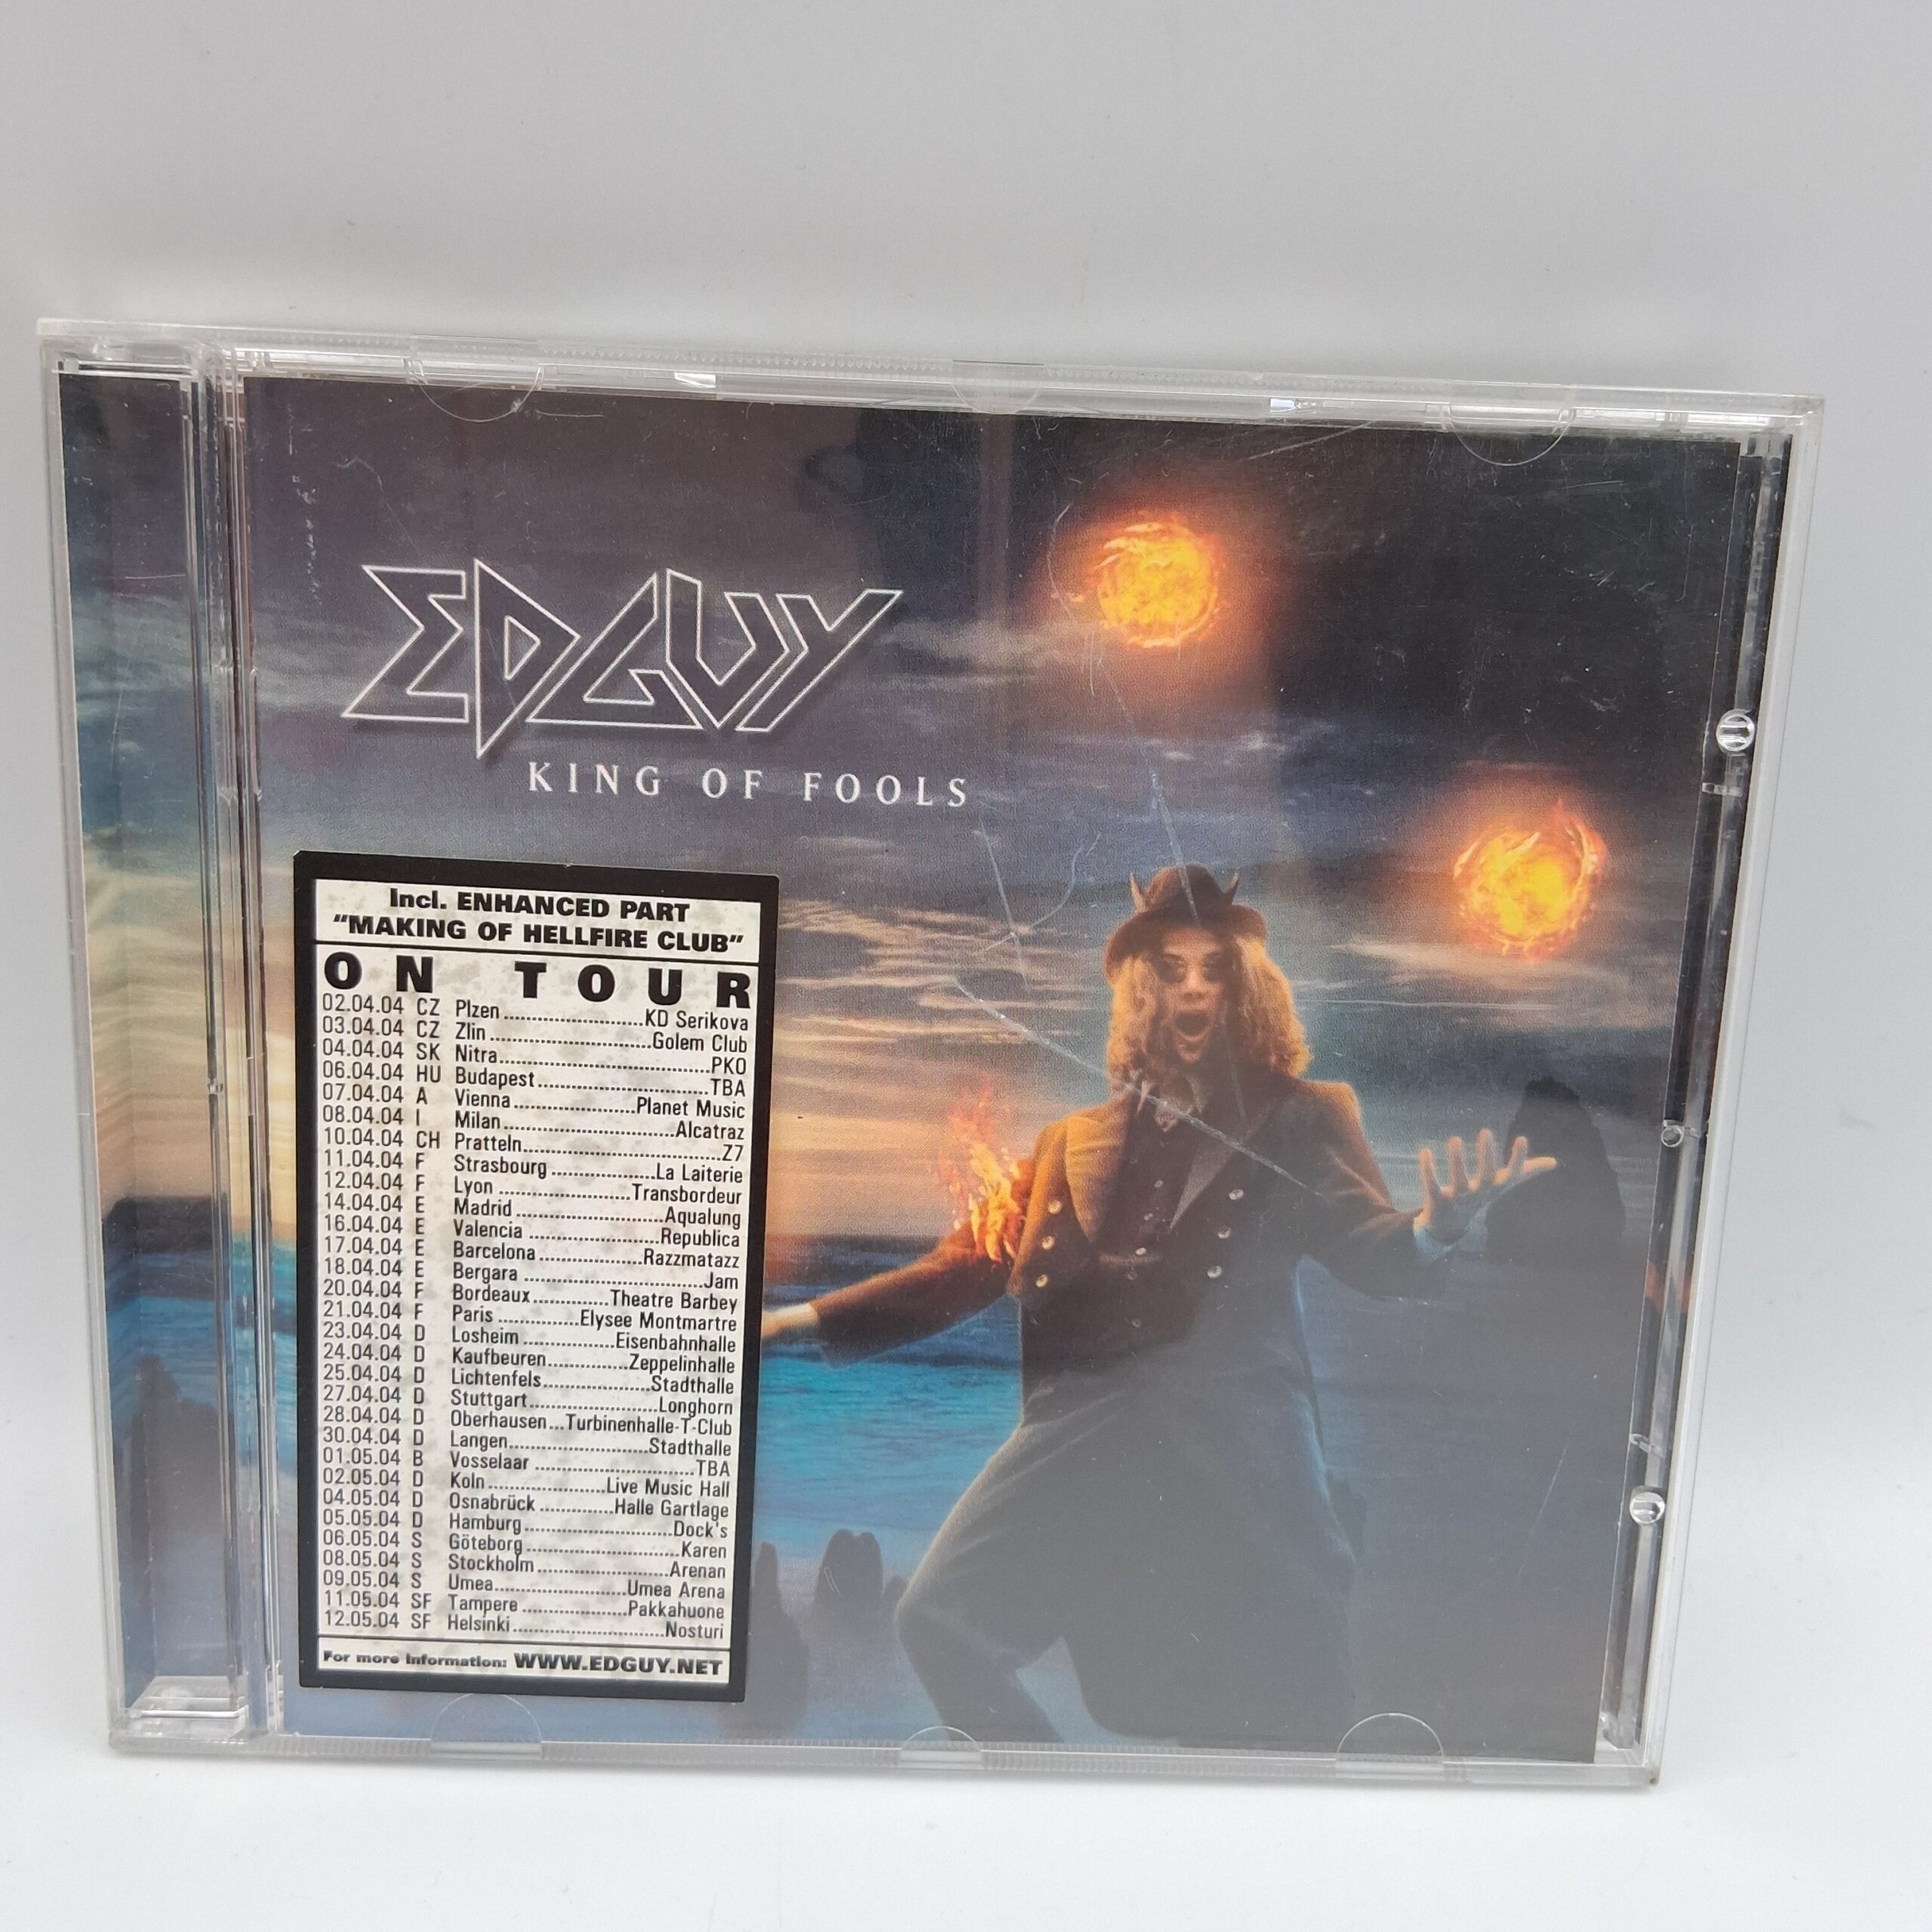 EDGUY
KING OF FOOLS
Incl. ENHANCED PART
"MAKING OF HELLFIRE CLUB"
ON TOUR
02.04.04 CZ Plzen....................KD Serikova
03.04.04 CZ Zlin.......................Golem Club
04.04.04 SK Nitra..............................PKO
06.04.04 HU Budapest........................TBA
07.04.04 A Vienna.................Planet Music
08.04.04 I Milan.........................Alcatraz
10.04.04 CH Pratteln............................Z7
11.04.04 F Strasbourg...............La Laiterie
12.04.04 F Lyon...................Transbordeur
14.04.04 E Madrid.....................Aqualung
16.04.04 E Valencia...................Republica
17.04.04 E Barcelona...............Razzmatazz
18.04.04 E Bergara..........................Jam
20.04.04 F Bordeaux...........Theatre Barbey
21.04.04 F Paris............Elysee Montmartre
23.04.04 D Losheim.............Eisenbahnhalle
24.04.04 D Kaufbeuren............Zeppelinhalle
25.04.04 D Lichtenfels................Stadthalle
27.04.04 D Stuttgart...................Longhorn
28.04.04 D Oberhausen...Turbinenhalle-T-Club
30.04.04 D Langen....................Stadthalle
01.05.04 B Vosselaar.......................TBA
02.05.04 D Koln.................Live Music Hall
04.05.04 D Osnabrück...........Halle Gartlage
05.05.04 D Hamburg.....................Dock's
06.05.04 S Göteborg......................Karen
08.05.04 S Stockholm...................Arenan
09.05.04 S Umea...................Umea Arena
11.05.04 SF Tampere...............Pakkahuone
12.05.04 SF Helsinki......................Nosturi
For more information: WWW.EDGUY.NET